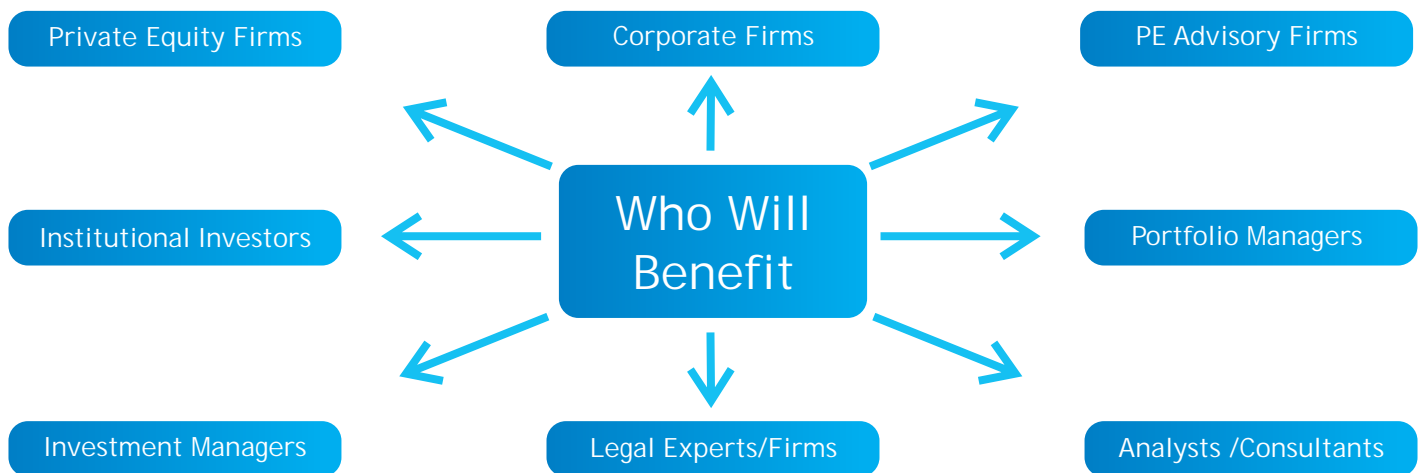 Private Equity Firms
Corporate Firms
PE Advisory Firms
Who Will
Benefit
Institutional Investors
Portfolio Managers
Investment Managers
Legal Experts/Firms
Analysts /Consultants